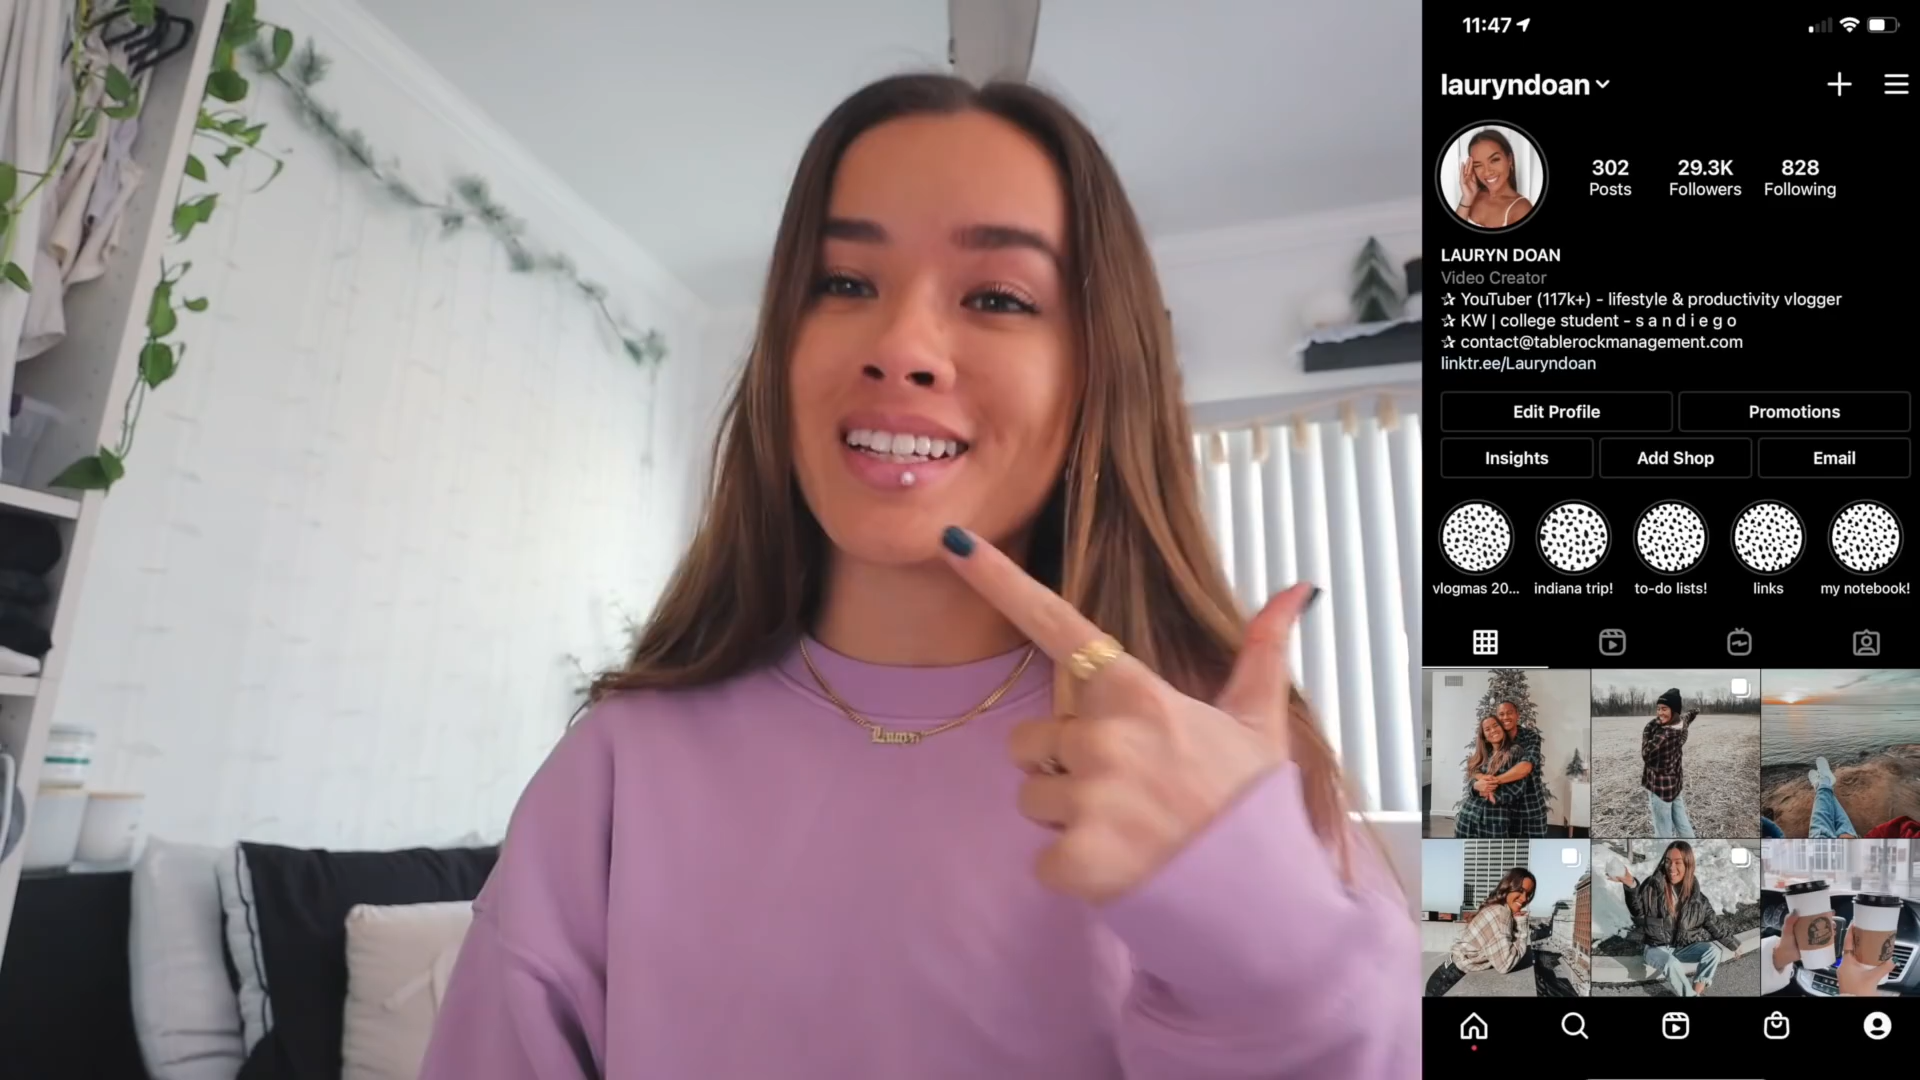 11:47
lauryndoan
302
Posts
29.3K
Followers
828
Following
LAURYN DOAN
Video Creator
✰ YouTuber (117k+) - lifestyle & productivity vlogger
✰ KW | college student - s a n d i e g o
✰ contact@tablerockmanagement.com
linktr.ee/Lauryndoan
Edit Profile
Promotions
Insights
Add Shop
Email
vlogmas 20...
indiana trip!
to-do lists!
links
my notebook!
Lauryn